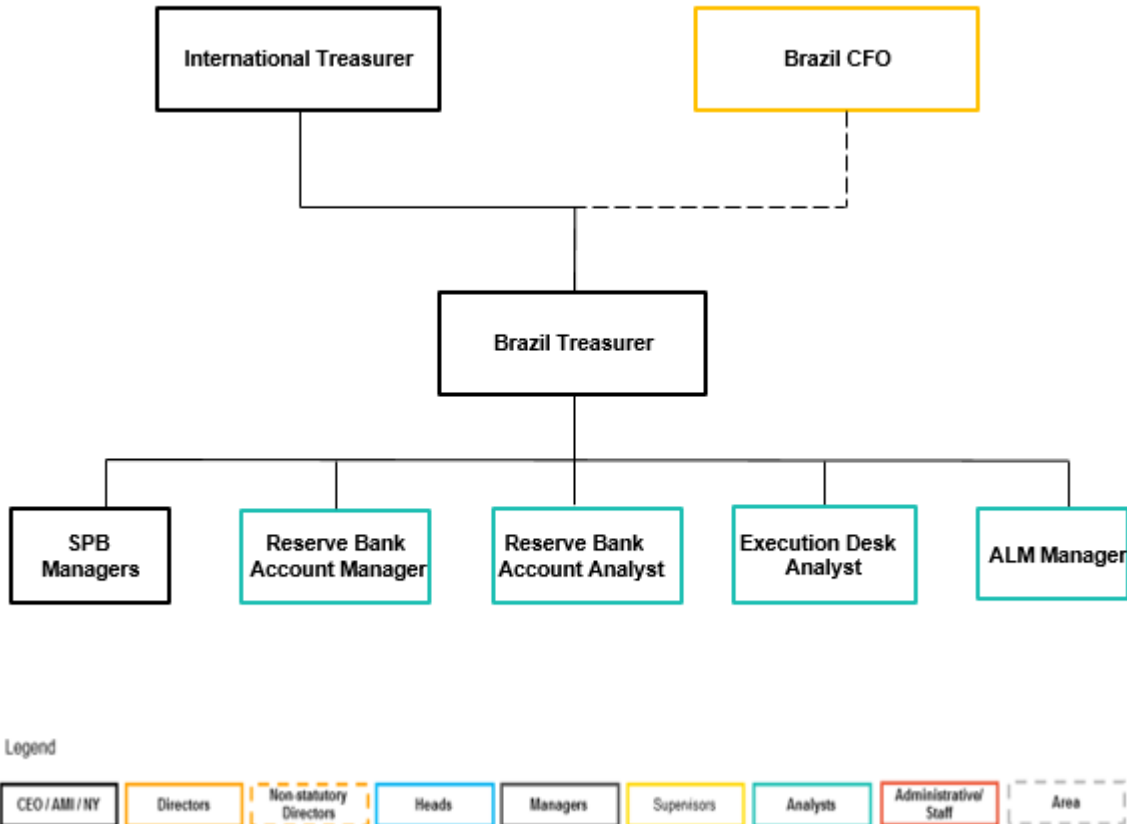 International Treasurer
Brazil CFO
Brazil Treasurer
SPB
Managers
Reserve Bank
Account Manager
Reserve Bank
Account Analyst
Execution Desk
Analyst
ALM Manager
Legend
CEO / AMI / NY
Directors
Non-statutory
Directors
Heads
Managers
Supervisors
Analysts
Administrative/
Staff
Area